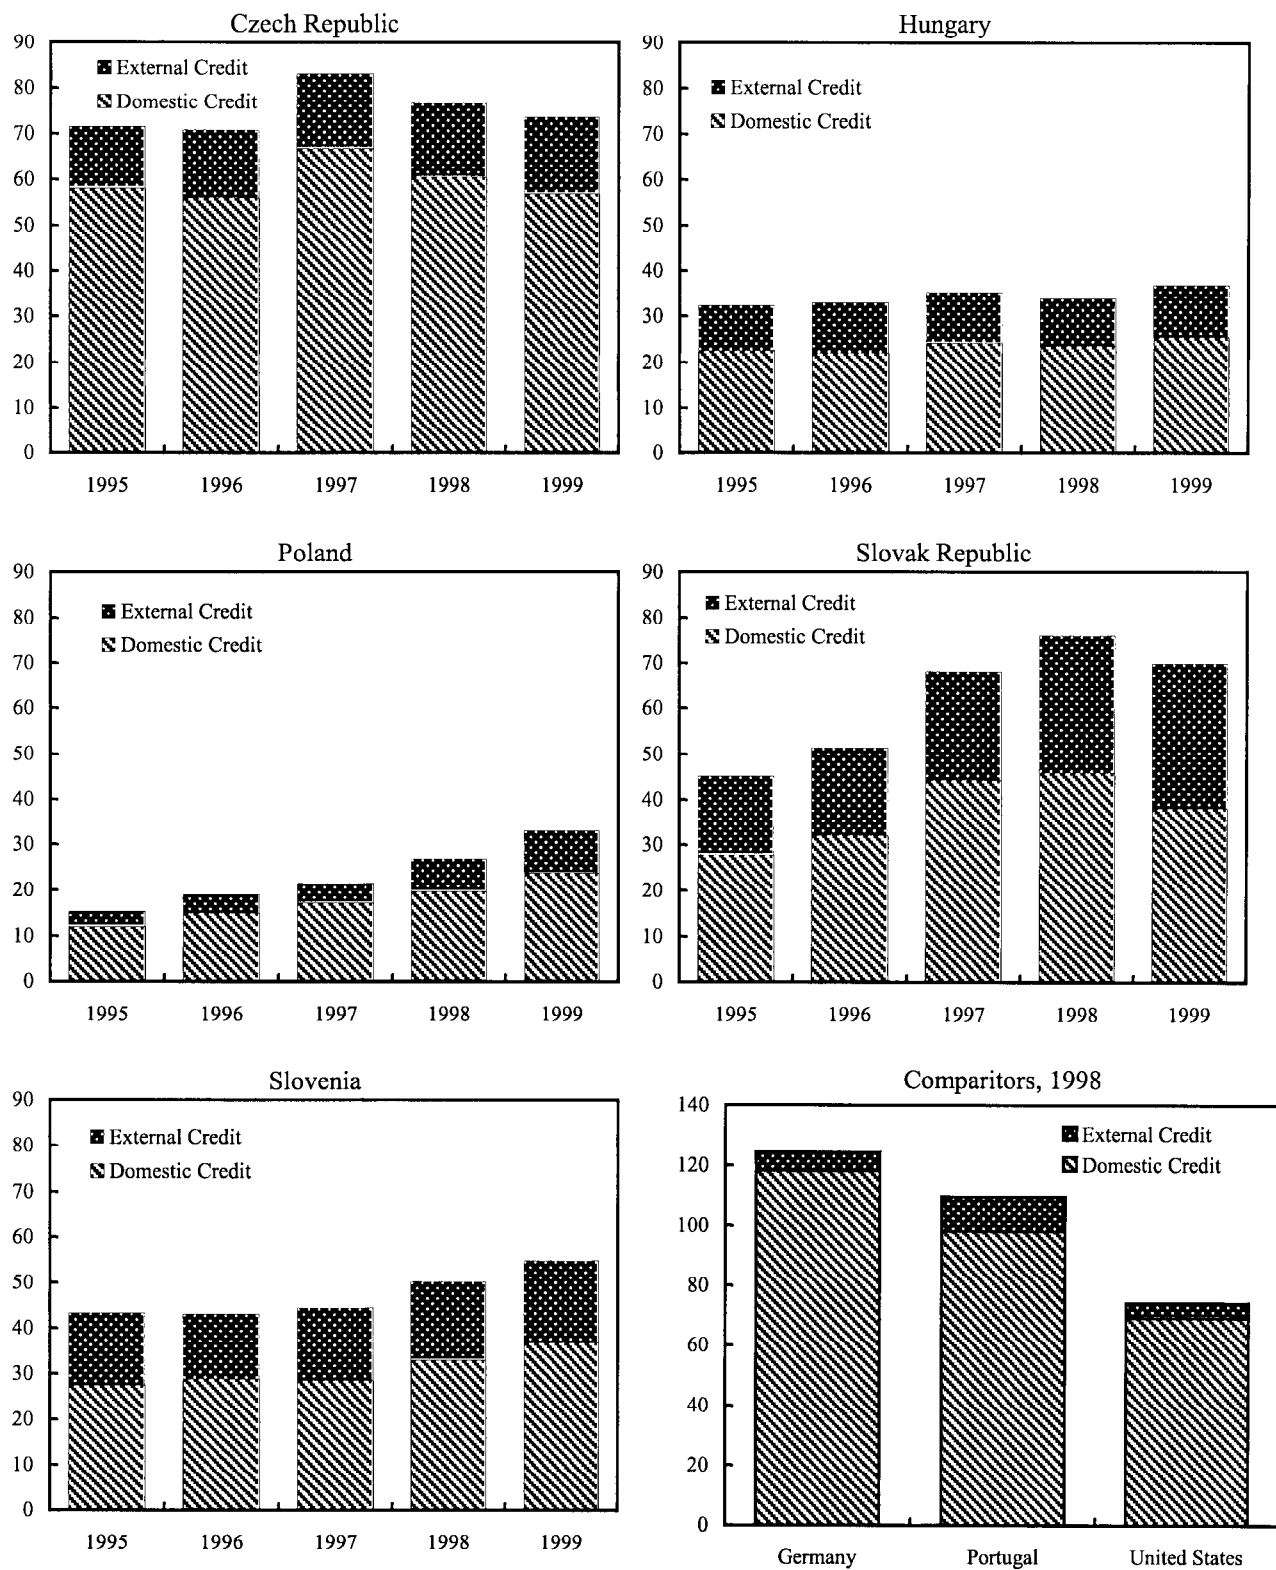 Czech Republic
90
80
70
60
50
40
30
20
10
0
External Credit
Domestic Credit
1995 1996 1997 1998 1999
Hungary
90
80
70
60
50
40
30
20
10
0
External Credit
Domestic Credit
1995 1996 1997 1998 1999
Poland
90
80
70
60
50
40
30
20
10
0
External Credit
Domestic Credit
1995 1996 1997 1998 1999
Slovak Republic
90
80
70
60
50
40
30
20
10
0
External Credit
Domestic Credit
1995 1996 1997 1998 1999
Slovenia
90
80
70
60
50
40
30
20
10
0
External Credit
Domestic Credit
1995 1996 1997 1998 1999
Comparitors, 1998
140
120
100
80
60
40
20
0
External Credit
Domestic Credit
Germany Portugal United States